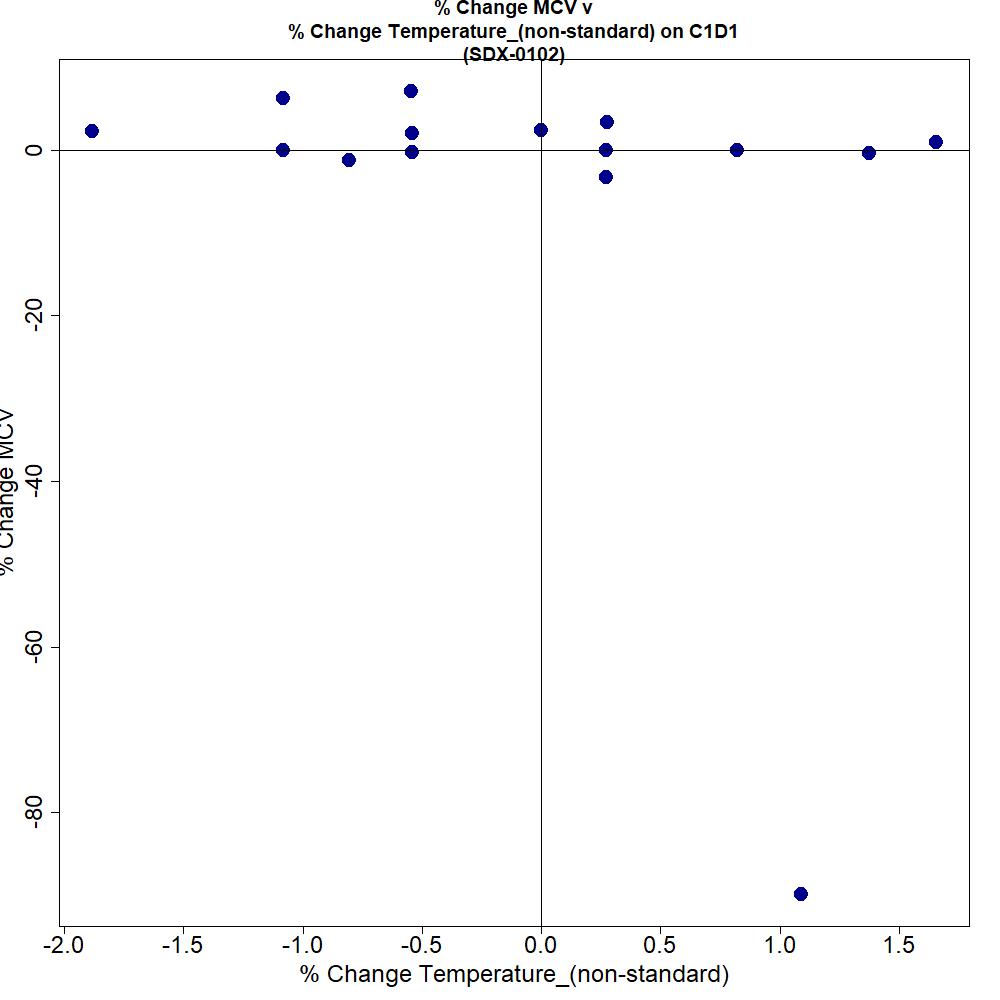 % Change MCV v
% Change Temperature_(non-standard) on C1D1
(SDX-0102)
% Change MCV
0
-20
-40
-60
-80
-2.0 -1.5 -1.0 -0.5 0.0 0.5 1.0 1.5
% Change Temperature_(non-standard)